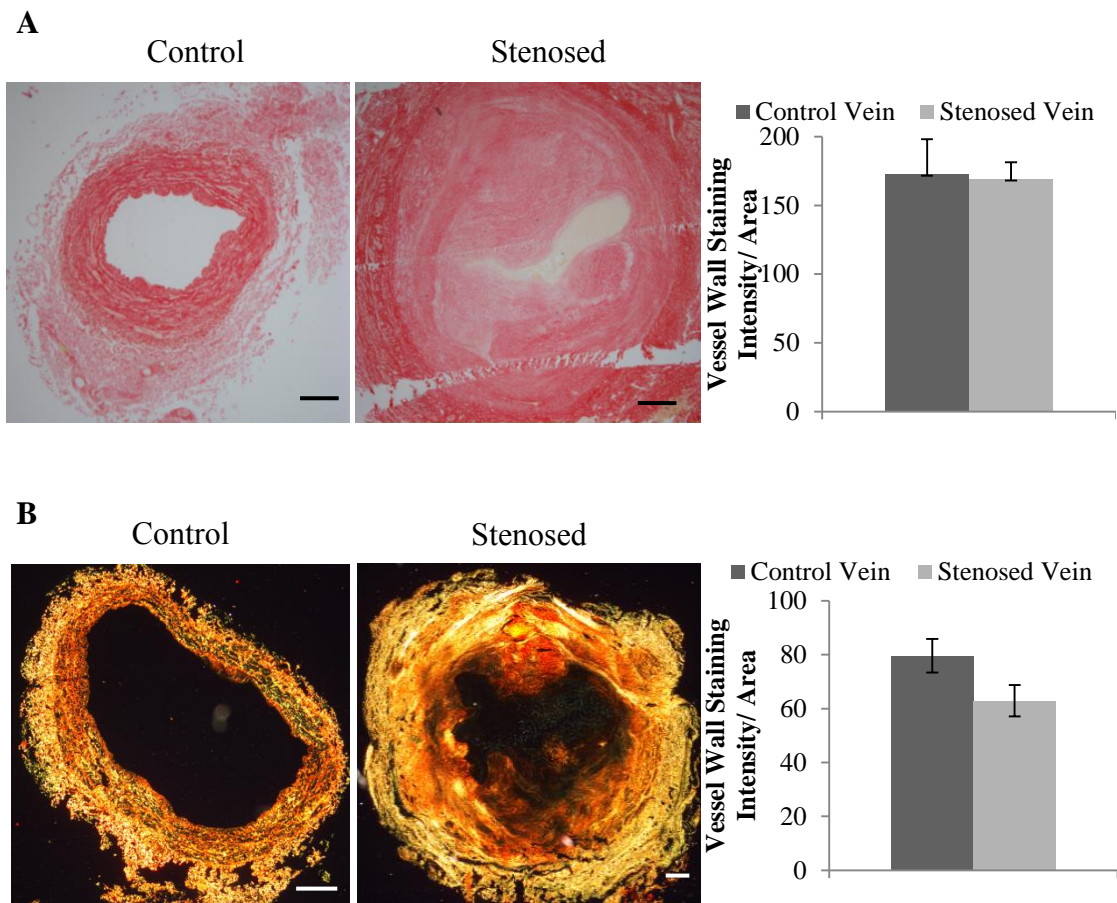 A
Control
Stenosed
Control Vein Stenosed Vein
Vessel Wall Staining
Intensity/ Area
200
150
100
50
0
B
Control
Stenosed
Control Vein Stenosed Vein
Vessel Wall Staining
Intensity/ Area
100
80
60
40
20
0